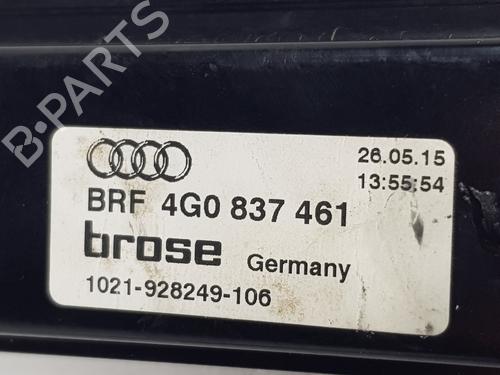 B-PARTS
26.05.15
13:55:54
BRF 4G0 837 461
brose Germany
1021-928249-106